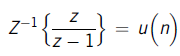 Z⁻¹{z/(z − 1)} = u(n)